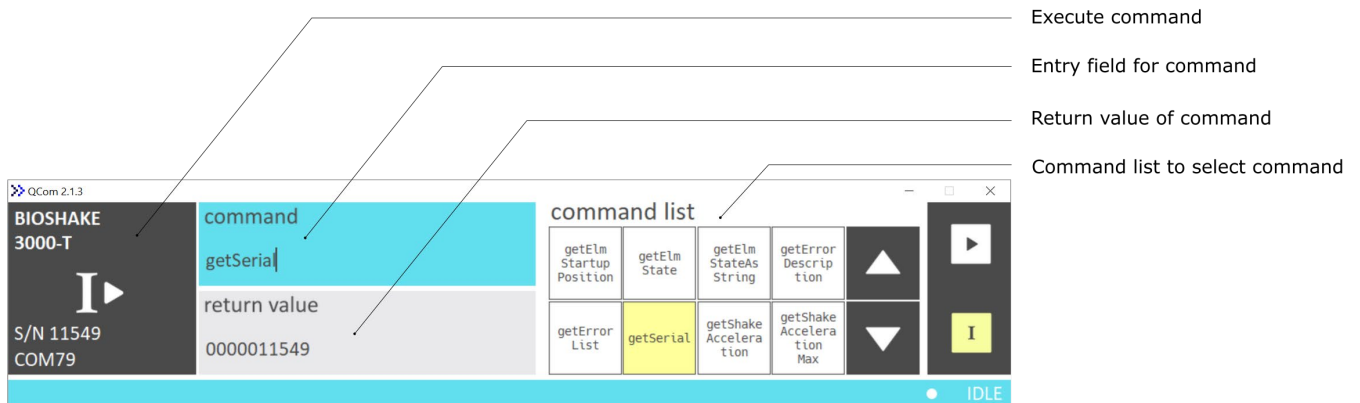 Execute command
Entry field for command
Return value of command
Command list to select command
QCom 2.1.3
BIOSHAKE
3000-T
I
S/N 11549
COM79
command
getSerial
return value
0000011549
command list
getElm
Startup
Position
getElm
State
getElm
StateAs
String
getError
Descrip
tion
getError
List
getSerial
getShake
Accelera
tion
getShake
Accelera
tion
Max
I
IDLE